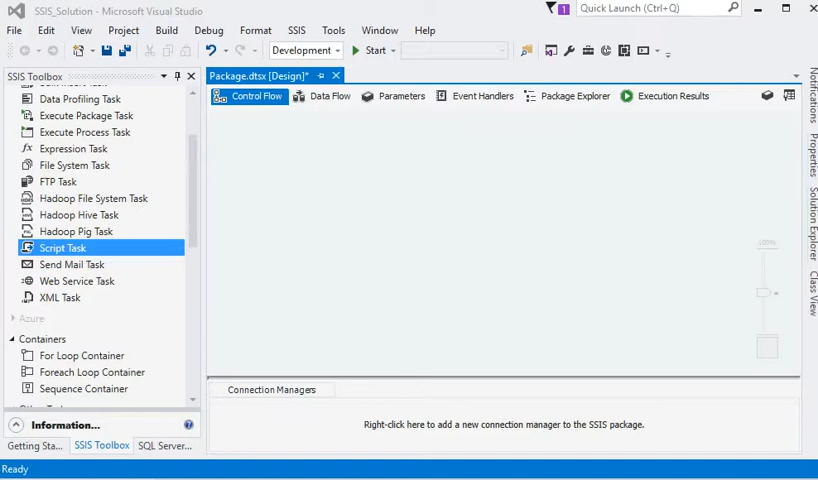 SSIS_Solution - Microsoft Visual Studio
1
Quick Launch (Ctrl+Q)
File Edit View Project Build Debug Format SSIS Tools Window Help
Development Start
SSIS Toolbox
Package.dtsx [Design]*
Control Flow Data Flow Parameters Event Handlers Package Explorer Execution Results
Data Profiling Task
Execute Package Task
Execute Process Task
Expression Task
File System Task
FTP Task
Hadoop File System Task
Hadoop Hive Task
Hadoop Pig Task
Script Task
Send Mail Task
Web Service Task
XML Task
Azure
Containers
For Loop Container
Foreach Loop Container
Sequence Container
Information...
Getting Sta... SSIS Toolbox SQL Server...
100%
Connection Managers
Right-click here to add a new connection manager to the SSIS package.
Notifications
Properties
Solution Explorer
Class View
Ready